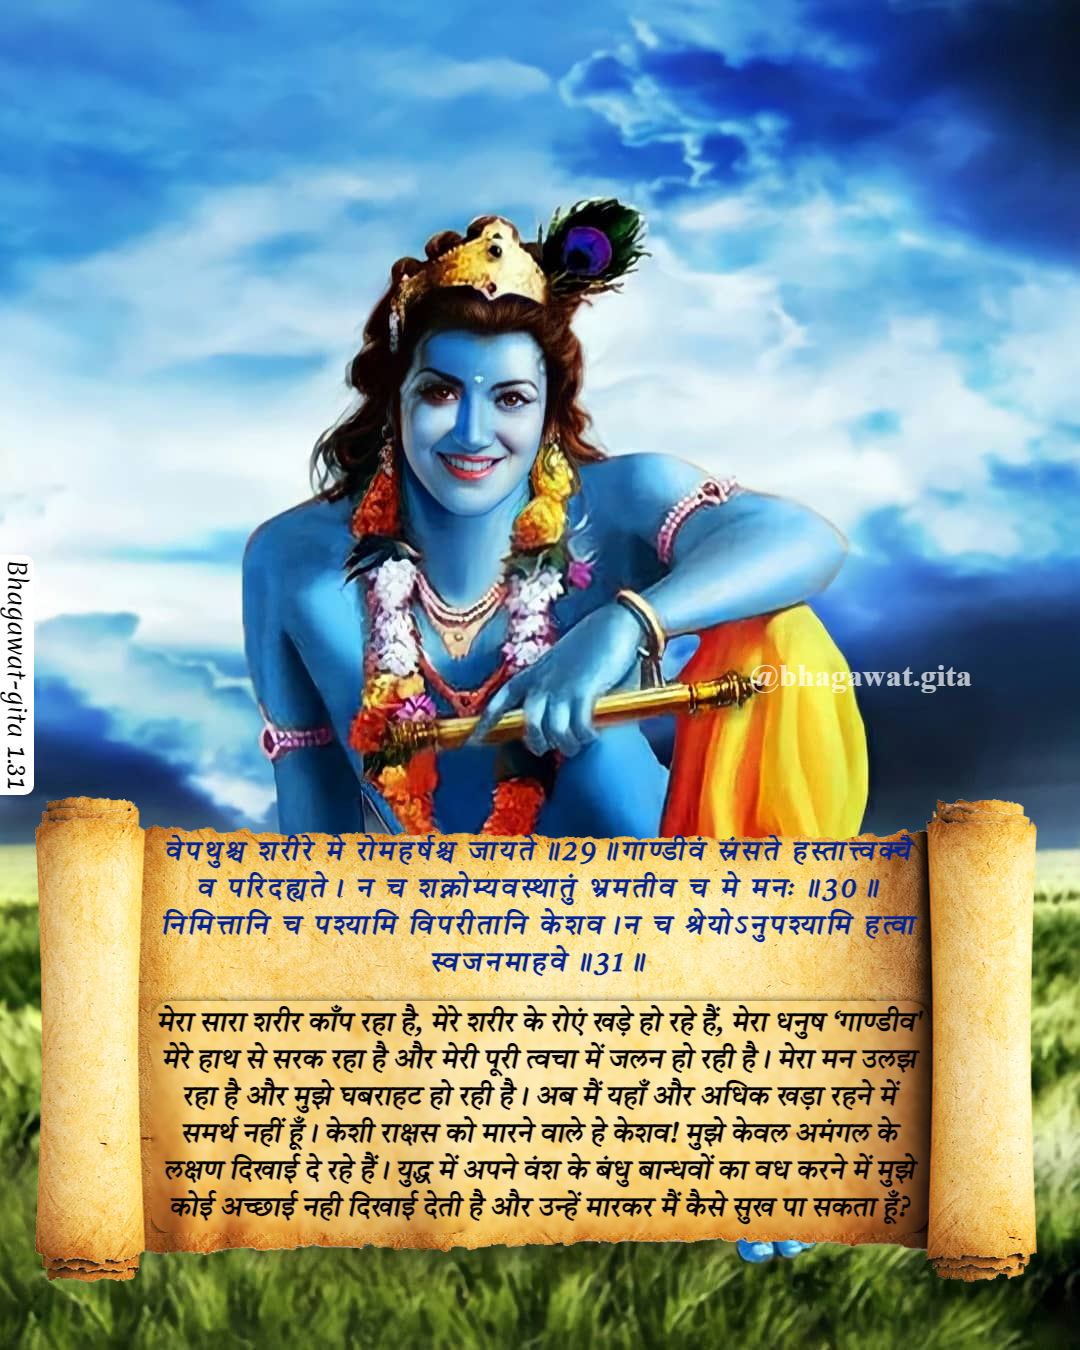 @bhagawat.gita
Bhagawat-gita 1.31
वेपथुश्च शरीरे मे रोमहर्षश्च जायते ॥29॥गाण्डीवं स्रंसते हस्तात्त्वक्चै
व परिदह्यते। न च शक्नोम्यवस्थातुं भ्रमतीव च मे मनः ॥30॥
निमित्तानि च पश्यामि विपरीतानि केशव।न च श्रेयोऽनुपश्यामि हत्वा
स्वजनमाहवे ॥31॥
मेरा सारा शरीर काँप रहा है, मेरे शरीर के रोएं खड़े हो रहे हैं, मेरा धनुष ‘गाण्डीव'
मेरे हाथ से सरक रहा है और मेरी पूरी त्वचा में जलन हो रही है। मेरा मन उलझ
रहा है और मुझे घबराहट हो रही है। अब मैं यहाँ और अधिक खड़ा रहने में
समर्थ नहीं हूँ। केशी राक्षस को मारने वाले हे केशव! मुझे केवल अमंगल के
लक्षण दिखाई दे रहे हैं। युद्ध में अपने वंश के बंधु बान्धवों का वध करने में मुझे
कोई अच्छाई नही दिखाई देती है और उन्हें मारकर मैं कैसे सुख पा सकता हूँ?